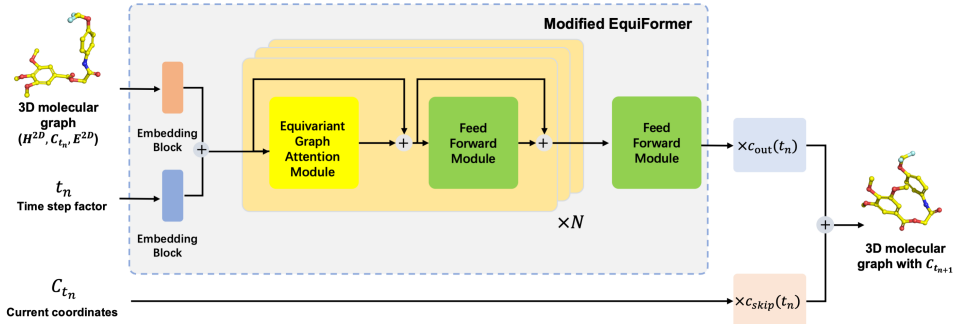 Modified EquiFormer
3D molecular
graph
(H^{2D}, C_{t_n}, E^{2D})
Embedding
Block
t_n
Time step factor
Embedding
Block
C_{t_n}
Current coordinates
+
Equivariant
Graph
Attention
Module
+
Feed
Forward
Module
+
×N
Feed
Forward
Module
×c_{out}(t_n)
×c_{skip}(t_n)
+
3D molecular
graph with C_{t_{n+1}}